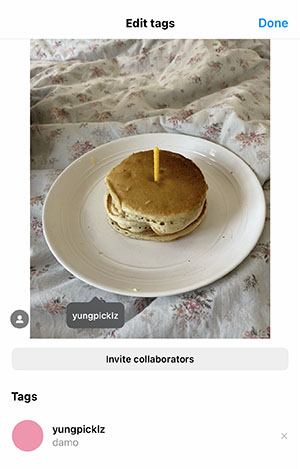 Edit tags
Done
yungpicklz
Invite collaborators
Tags
yungpicklz
damo